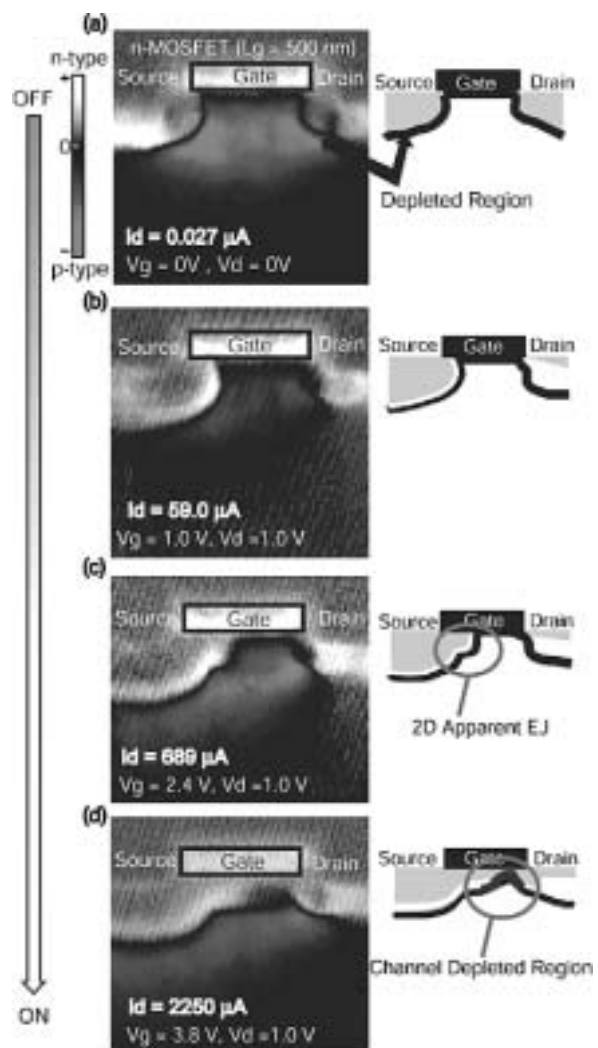 (a)
n-type
OFF
0
p-type
n-MOSFET (Lg = 500 nm)
Source Gate Drain
Id = 0.027 µA
Vg = 0V , Vd = 0V
Source Gate Drain
Depleted Region
(b)
Source Gate Drain
Id = 59.0 µA
Vg = 1.0 V, Vd =1.0 V
Source Gate Drain
(c)
Source Gate Drain
Id = 689 µA
Vg = 2.4 V, Vd =1.0 V
Source Gate Drain
2D Apparent EJ
(d)
Source Gate Drain
Id = 2250 µA
Vg = 3.8 V, Vd =1.0 V
Source Gate Drain
Channel Depleted Region
ON